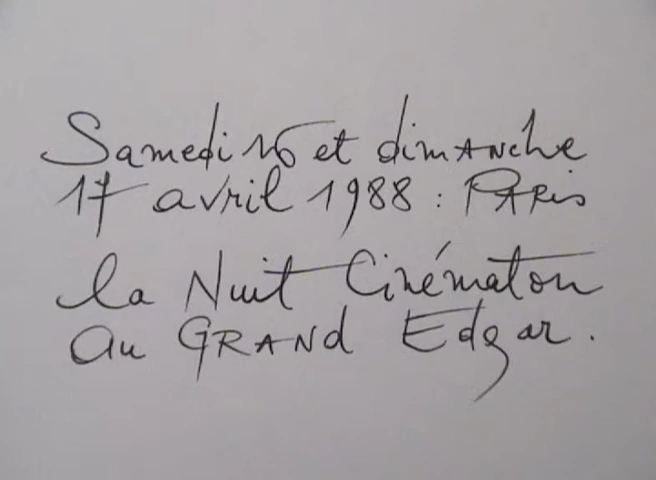 Samedi 16 et dimanche
17 avril 1988 : PARis
la Nuit Cinématon
au GRANd Edgar.